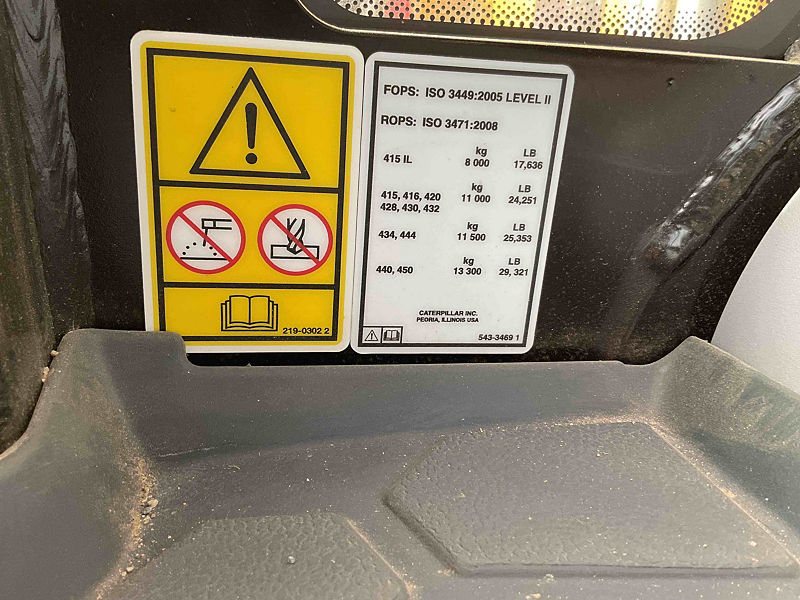 219-0302 2
FOPS: ISO 3449:2005 LEVEL II
ROPS: ISO 3471:2008
kg LB
415 IL 8 000 17,636
kg LB
415, 416, 420 11 000 24,251
428, 430, 432
kg LB
434, 444 11 500 25,353
kg LB
440, 450 13 300 29, 321
CATERPILLAR INC.
PEORIA, ILLINOIS USA
543-3469 1